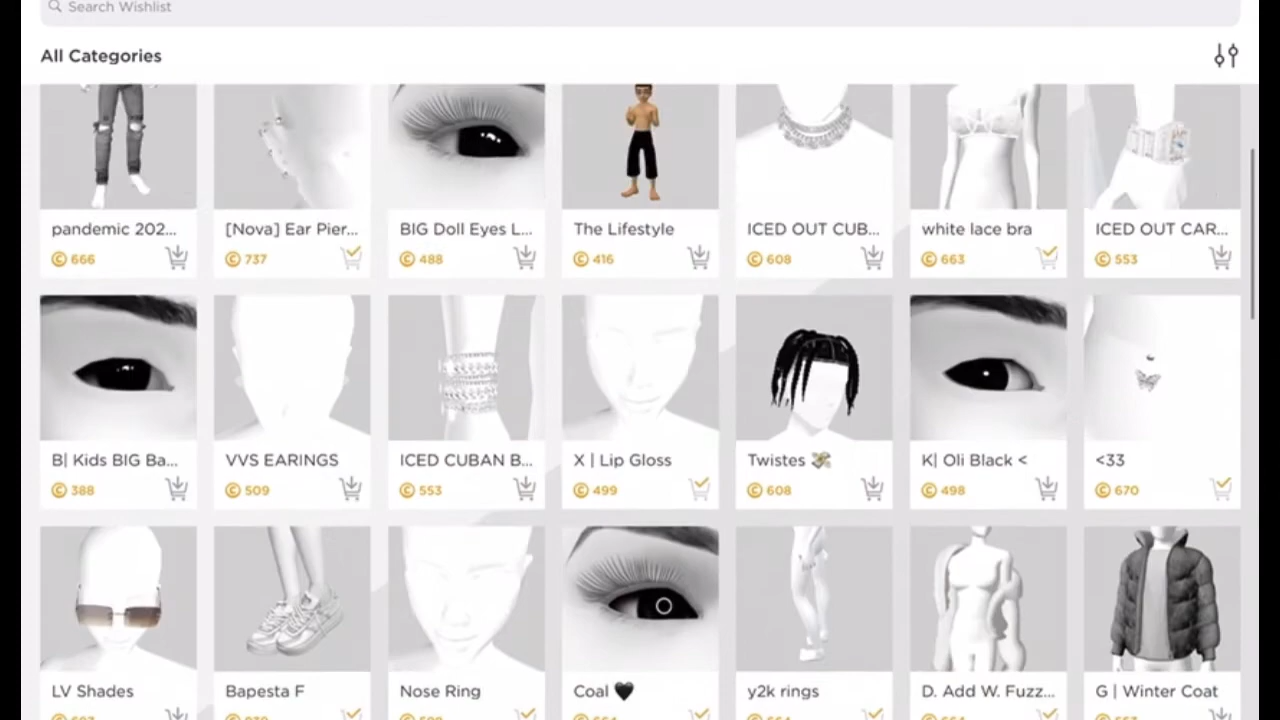 Search Wishlist
All Categories
pandemic 202...
[Nova] Ear Pier...
BIG Doll Eyes L...
The Lifestyle
ICED OUT CUB...
white lace bra
ICED OUT CAR...
666
737
488
416
608
663
553
B| Kids BIG Ba...
VVS EARINGS
ICED CUBAN B...
X | Lip Gloss
Twistes 💸
K| Oli Black <
<33
388
509
553
499
608
498
670
LV Shades
Bapesta F
Nose Ring
Coal 🖤
y2k rings
D. Add W. Fuzz...
G | Winter Coat